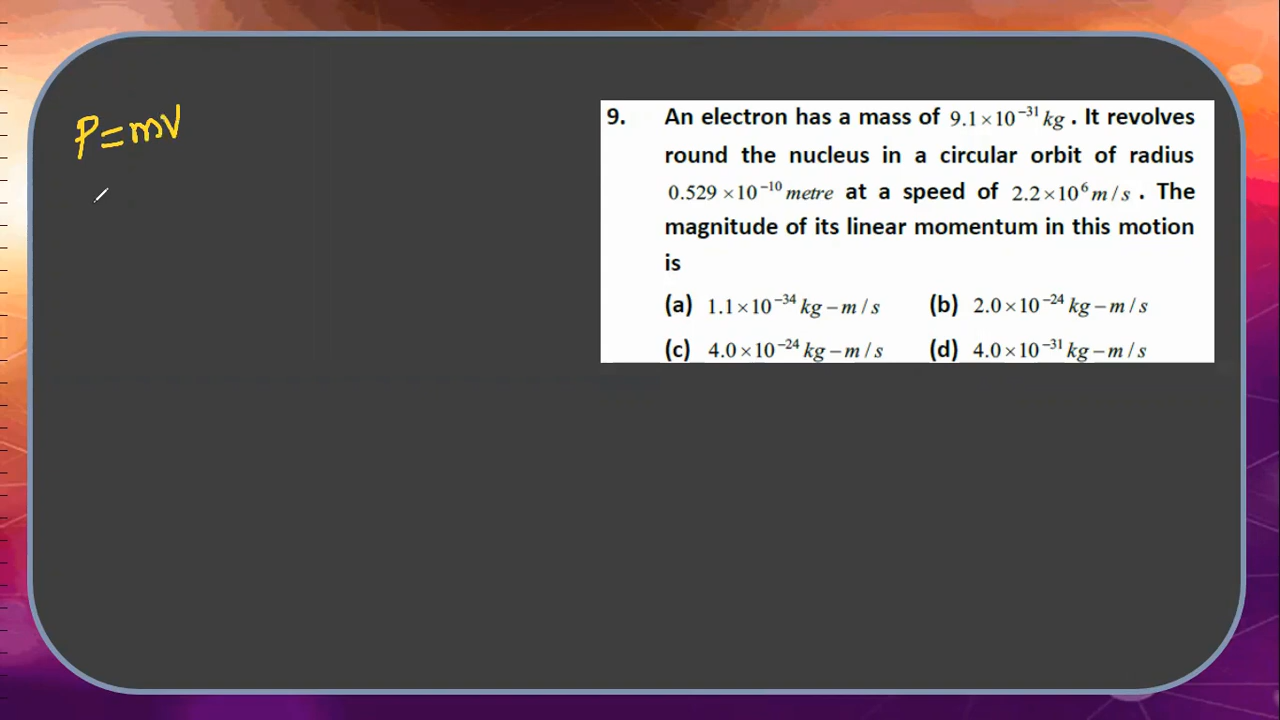 P=mV
9. An electron has a mass of 9.1×10⁻³¹ kg . It revolves
round the nucleus in a circular orbit of radius
0.529 ×10⁻¹⁰ metre at a speed of 2.2×10⁶ m / s . The
magnitude of its linear momentum in this motion
is
(a) 1.1×10⁻³⁴ kg – m / s (b) 2.0×10⁻²⁴ kg – m / s
(c) 4.0×10⁻²⁴ kg – m / s (d) 4.0×10⁻³¹ kg – m / s